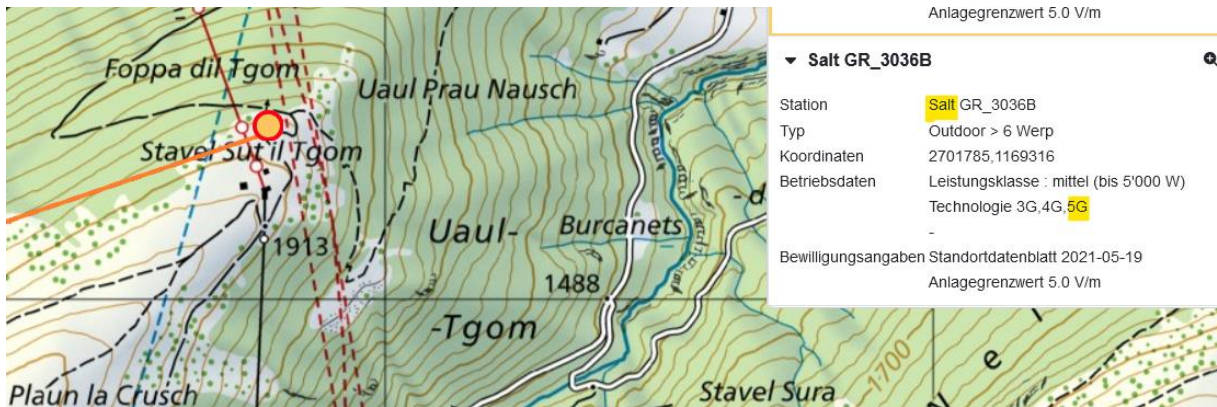 Foppa dil Tgom
Uaul Prau Nausch
Stavel Sut il Tgom
1913
Uaul-
Burcanets
1488
-Tgom
Plaun la Crusch
Stavel Sura
1700
Anlagegrenzwert 5.0 V/m
Salt GR_3036B
Station Salt GR_3036B
Typ Outdoor > 6 Werp
Koordinaten 2701785,1169316
Betriebsdaten Leistungsklasse : mittel (bis 5'000 W)
Technologie 3G,4G,5G
-
Bewilligungsangaben Standortdatenblatt 2021-05-19
Anlagegrenzwert 5.0 V/m